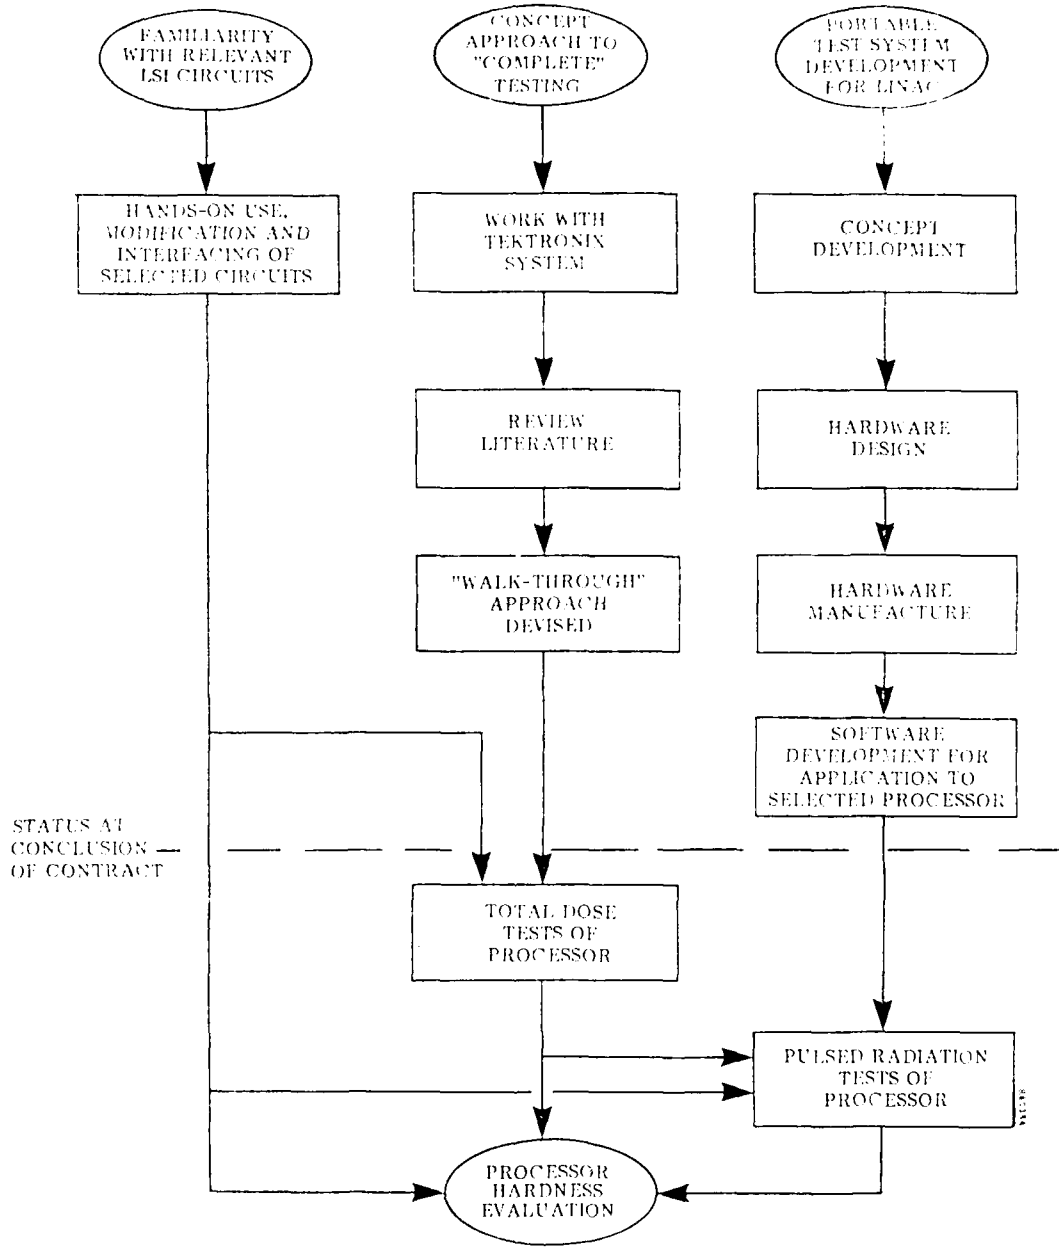 FAMILIARITY
WITH RELEVANT
LSI CIRCUITS
CONCEPT
APPROACH TO
"COMPLETE"
TESTING
PORTABLE
TEST SYSTEM
DEVELOPMENT
FOR LINAC
HANDS-ON USE,
MODIFICATION AND
INTERFACING OF
SELECTED CIRCUITS
WORK WITH
TEKTRONIX
SYSTEM
CONCEPT
DEVELOPMENT
REVIEW
LITERATURE
HARDWARE
DESIGN
"WALK-THROUGH"
APPROACH
DEVISED
HARDWARE
MANUFACTURE
SOFTWARE
DEVELOPMENT FOR
APPLICATION TO
SELECTED PROCESSOR
STATUS AT
CONCLUSION
OF CONTRACT
TOTAL DOSE
TESTS OF
PROCESSOR
PULSED RADIATION
TESTS OF
PROCESSOR
PROCESSOR
HARDNESS
EVALUATION